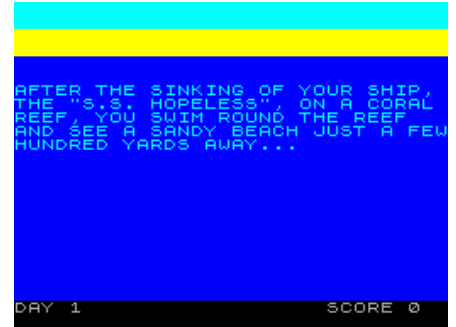 AFTER THE SINKING OF YOUR SHIP,
THE "S.S. HOPELESS", ON A CORAL
REEF, YOU SWIM ROUND THE REEF
AND SEE A SANDY BEACH JUST A FEW
HUNDRED YARDS AWAY...
DAY 1 SCORE 0